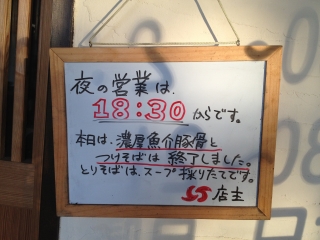 夜の営業は、
18:30 からです。
本日は、濃厚魚介豚骨と
つけそばは 終了しました。
とりそばは、スープ採りたてです。
店主